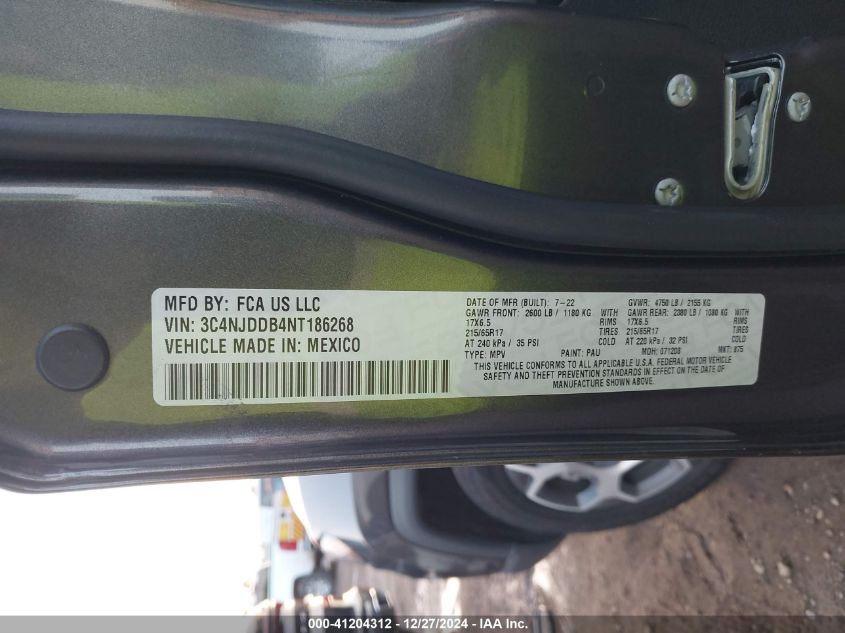 MFD BY: FCA US LLC
VIN: 3C4NJDDB4NT186268
VEHICLE MADE IN: MEXICO
DATE OF MFR (BUILT): 7-22 GVWR: 4750 LB / 2155 KG
GAWR FRONT: 2600 LB / 1180 KG WITH GAWR REAR: 2380 LB / 1080 KG WITH
17X6.5 RIMS 17X6.5 RIMS
215/65R17 TIRES 215/65R17 TIRES
AT 240 kPa / 35 PSI COLD AT 220 kPa / 32 PSI COLD
TYPE: MPV PAINT: PAU MDH: 071208 MKT: 875
THIS VEHICLE CONFORMS TO ALL APPLICABLE U.S.A. FEDERAL MOTOR VEHICLE
SAFETY AND THEFT PREVENTION STANDARDS IN EFFECT ON THE DATE OF
MANUFACTURE SHOWN ABOVE.
000-41204312 - 12/27/2024 - IAA Inc.